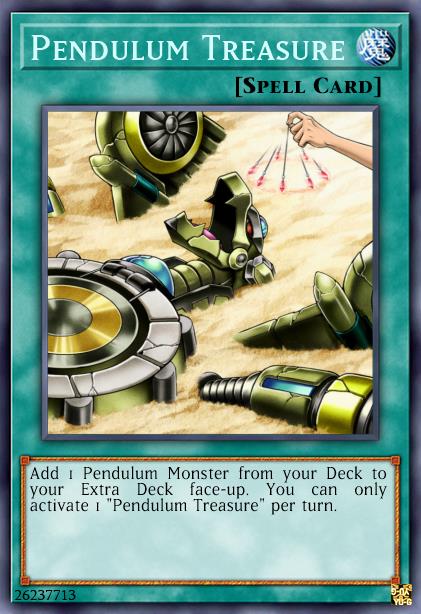 Pendulum Treasure
[Spell Card]
Add 1 Pendulum Monster from your Deck to
your Extra Deck face-up. You can only
activate 1 "Pendulum Treasure" per turn.
26237713